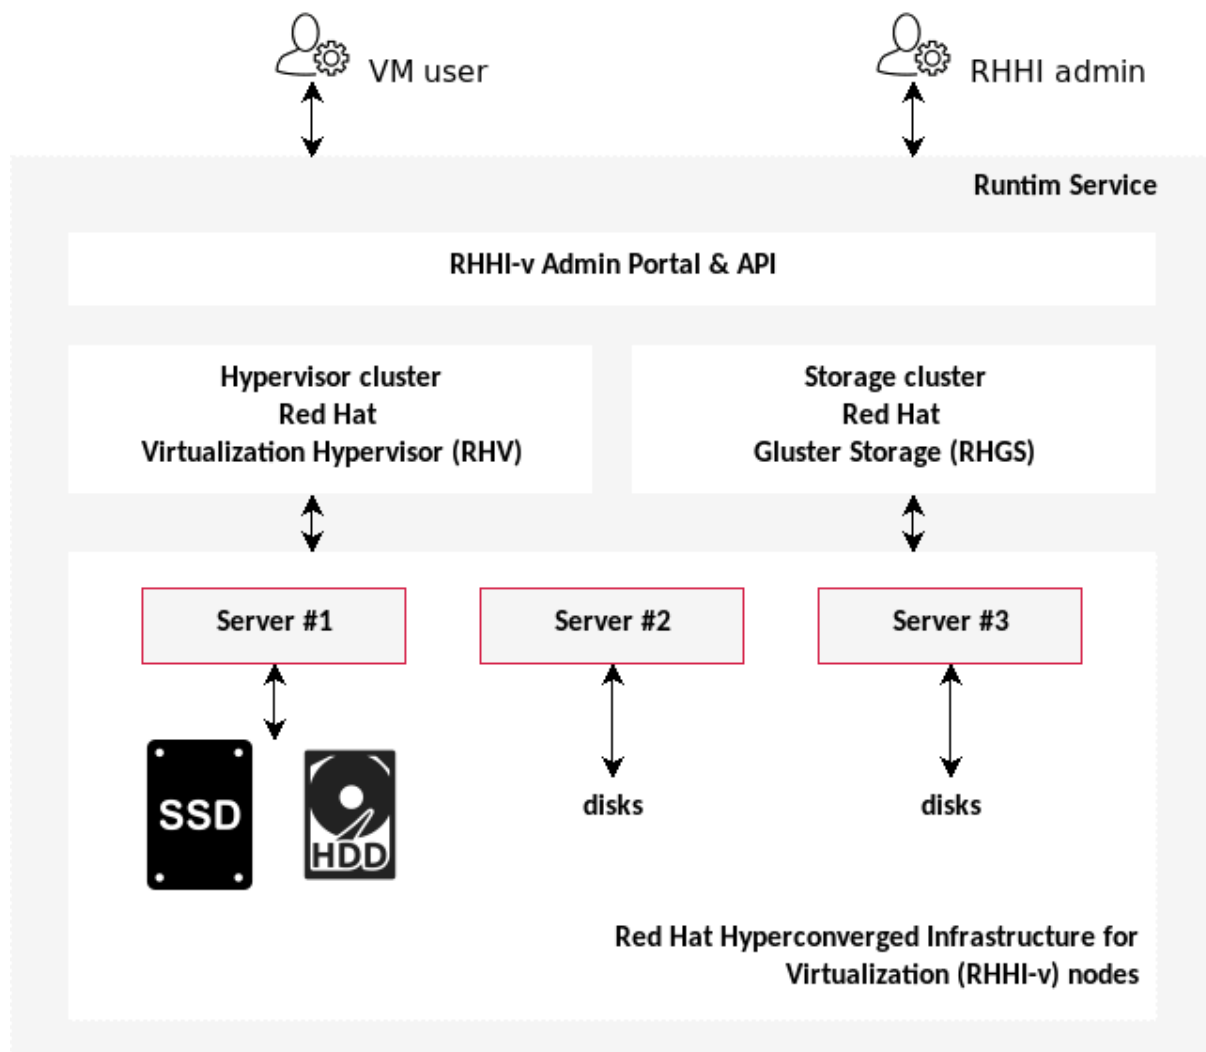 VM user
RHHI admin
Runtim Service
RHHI-v Admin Portal & API
Hypervisor cluster
Red Hat
Virtualization Hypervisor (RHV)
Storage cluster
Red Hat
Gluster Storage (RHGS)
Server #1
Server #2
Server #3
SSD
HDD
disks
disks
Red Hat Hyperconverged Infrastructure for
Virtualization (RHHI-v) nodes